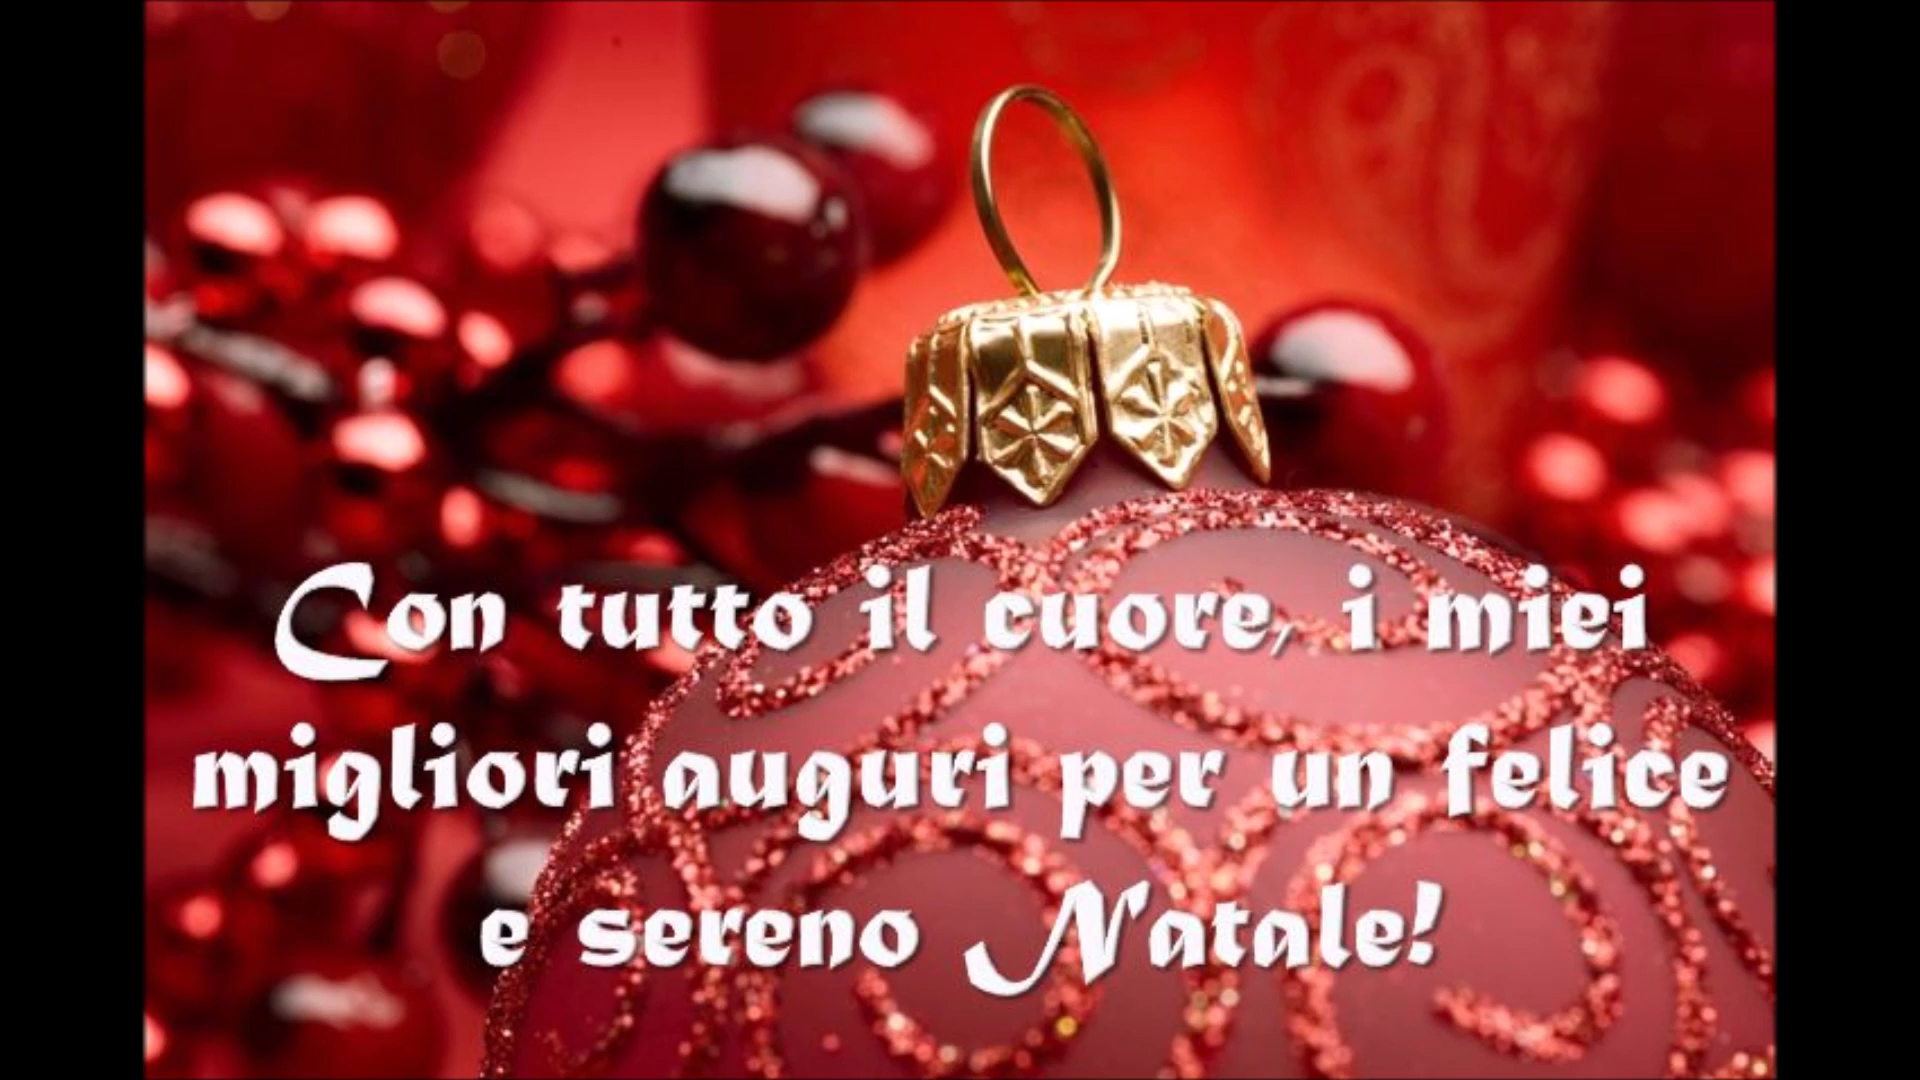 Con tutto il cuore, i miei
migliori auguri per un felice
e sereno Natale!